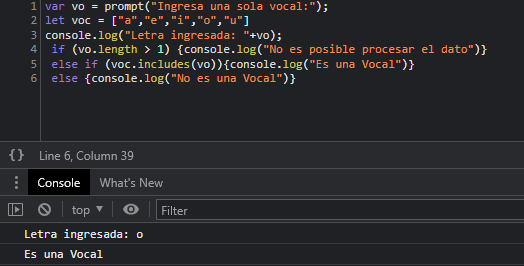 1 var vo = prompt("Ingresa una sola vocal:");
2 let voc = ["a","e","i","o","u"]
3 console.log("Letra ingresada: "+vo);
4 if (vo.length > 1) {console.log("No es posible procesar el dato")}
5 else if (voc.includes(vo)){console.log("Es una Vocal")}
6 else {console.log("No es una Vocal")}
{} Line 6, Column 39
Console What's New
top Filter
Letra ingresada: o
Es una Vocal